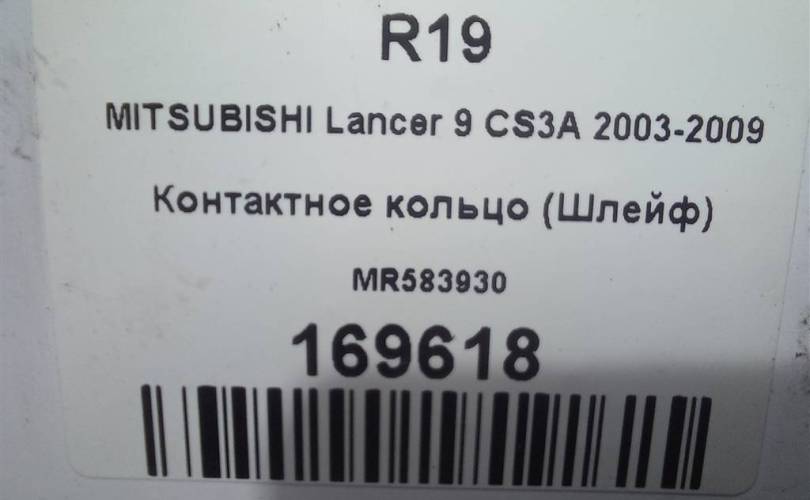 R19
MITSUBISHI Lancer 9 CS3A 2003-2009
Контактное кольцо (Шлейф)
MR583930
169618